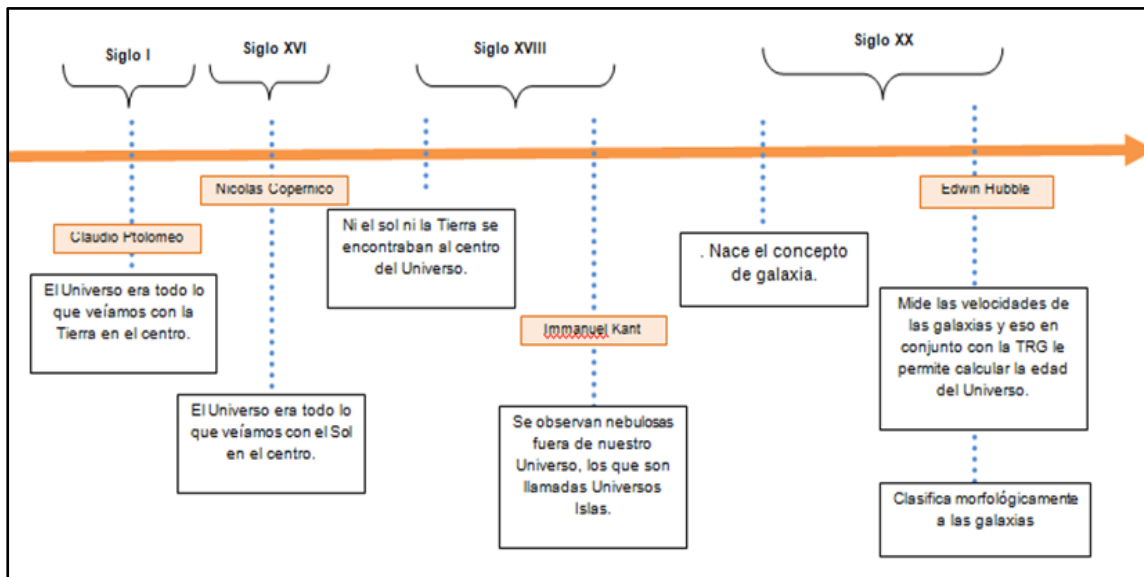 Siglo I
Siglo XVI
Siglo XVIII
Siglo XX
Claudio Ptolomeo
El Universo era todo lo
que veíamos con la
Tierra en el centro.
Nicolas Copernico
El Universo era todo lo
que veíamos con el Sol
en el centro.
Ni el sol ni la Tierra se
encontraban al centro
del Universo.
Immanuel Kant
Se observan nebulosas
fuera de nuestro
Universo, los que son
llamadas Universos
Islas.
. Nace el concepto
de galaxia.
Edwin Hubble
Mide las velocidades de
las galaxias y eso en
conjunto con la TRG le
permite calcular la edad
del Universo.
Clasifica morfológicamente
a las galaxias